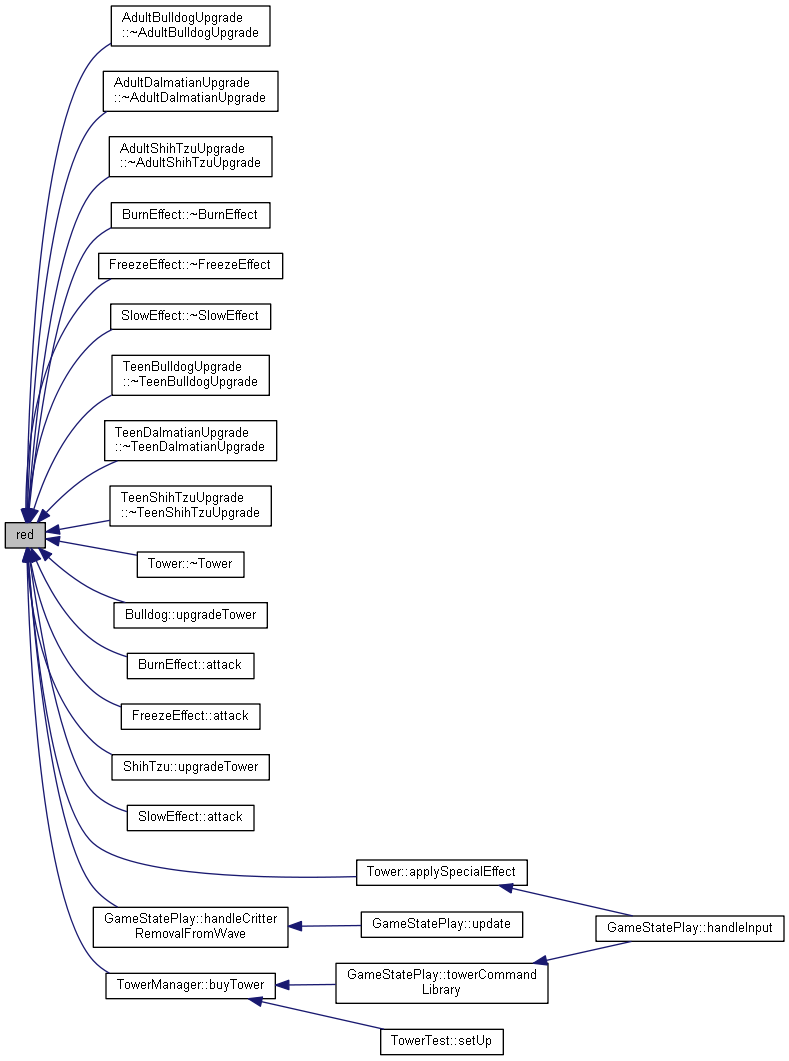 AdultBulldogUpgrade
::~AdultBulldogUpgrade
AdultDalmatianUpgrade
::~AdultDalmatianUpgrade
AdultShihTzuUpgrade
::~AdultShihTzuUpgrade
BurnEffect::~BurnEffect
FreezeEffect::~FreezeEffect
SlowEffect::~SlowEffect
TeenBulldogUpgrade
::~TeenBulldogUpgrade
TeenDalmatianUpgrade
::~TeenDalmatianUpgrade
TeenShihTzuUpgrade
::~TeenShihTzuUpgrade
red
Tower::~Tower
Bulldog::upgradeTower
BurnEffect::attack
FreezeEffect::attack
ShihTzu::upgradeTower
SlowEffect::attack
Tower::applySpecialEffect
GameStatePlay::handleCritter
RemovalFromWave
GameStatePlay::update
GameStatePlay::handleInput
TowerManager::buyTower
GameStatePlay::towerCommand
Library
TowerTest::setUp